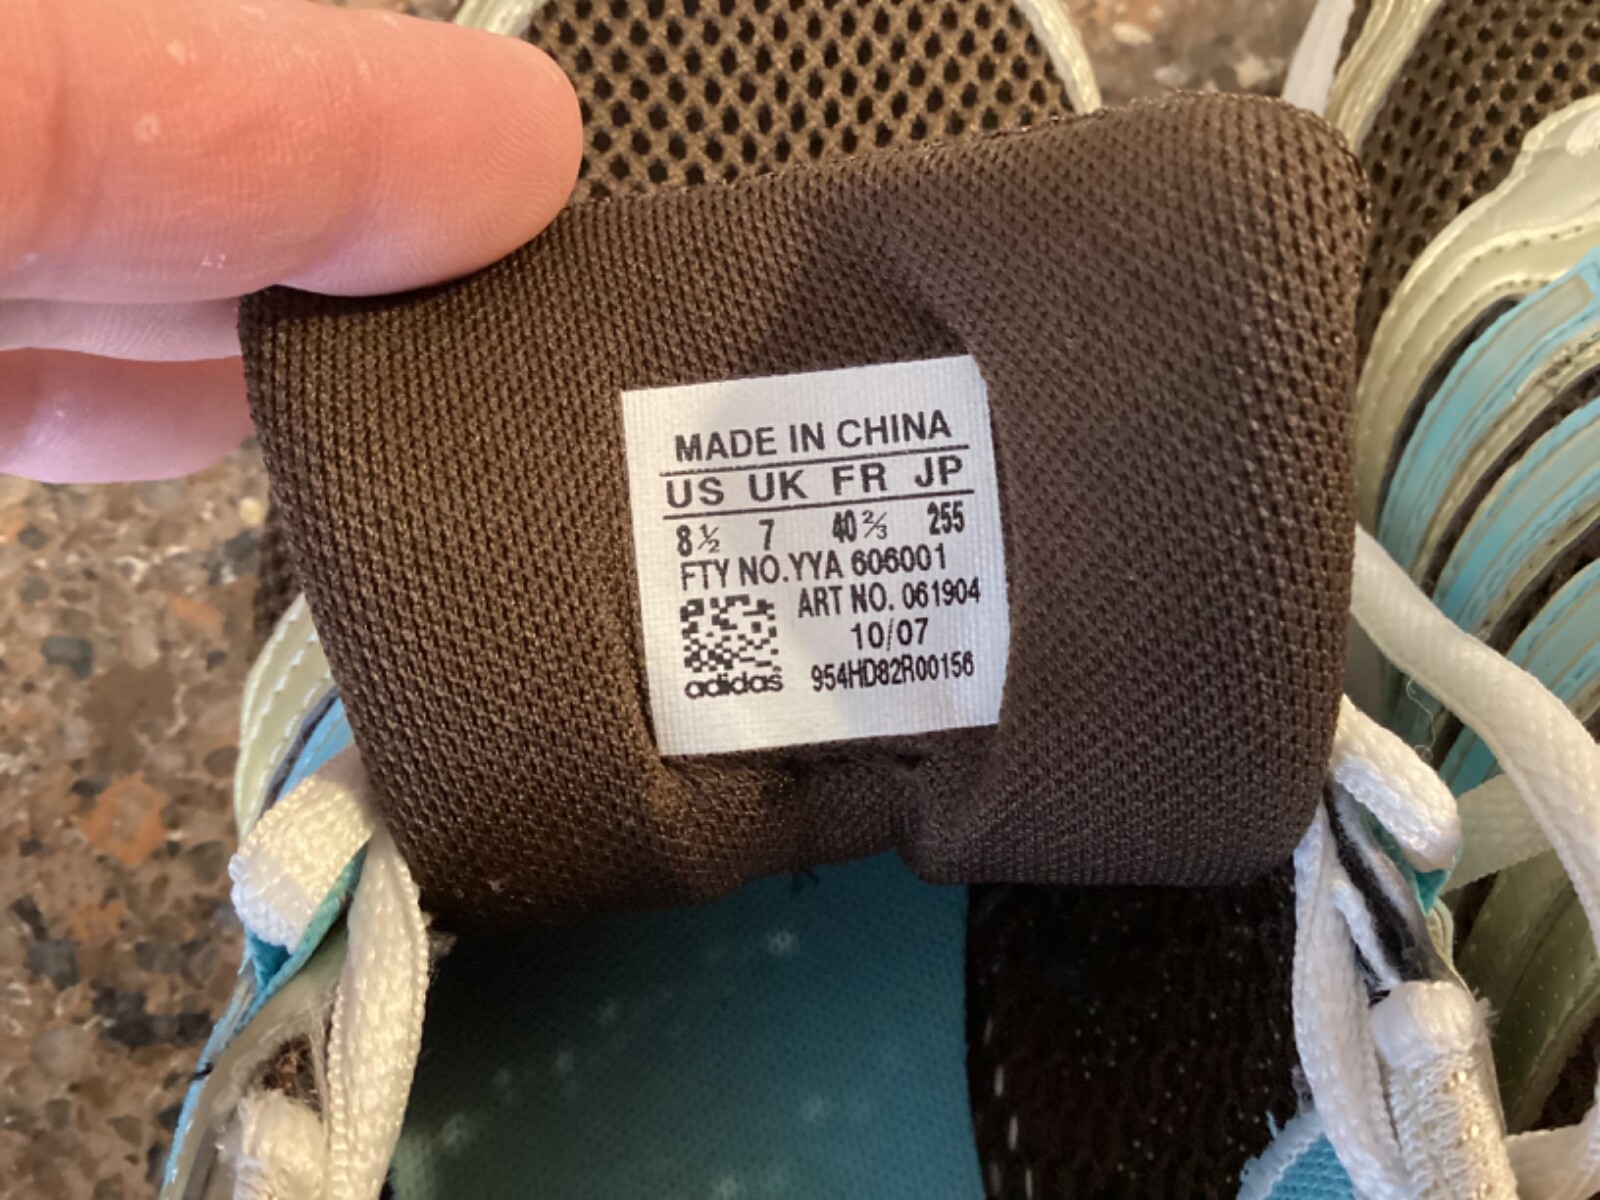 MADE IN CHINA
US UK FR JP
8½ 7 40⅔ 255
FTY NO.YYA 606001
ART NO. 061904
10/07
adidas 954HD82R00156